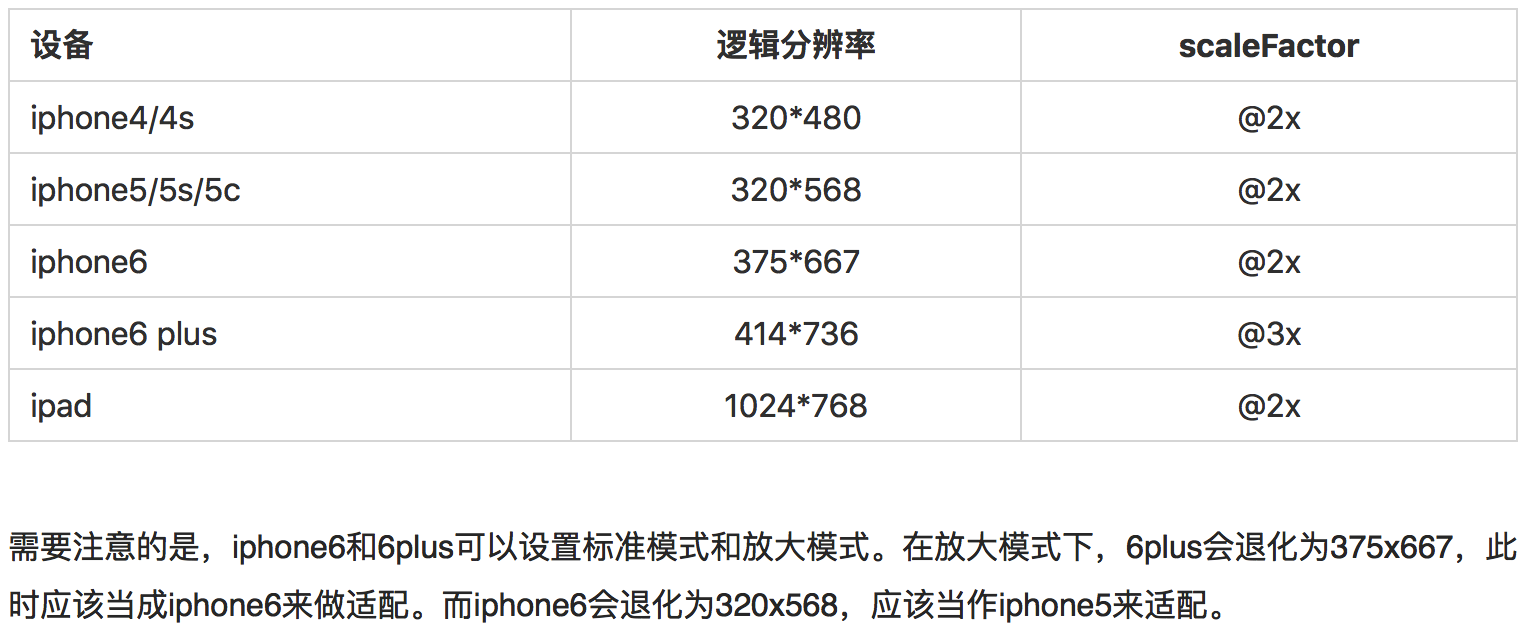 设备 逻辑分辨率 scaleFactor
iphone4/4s 320*480 @2x
iphone5/5s/5c 320*568 @2x
iphone6 375*667 @2x
iphone6 plus 414*736 @3x
ipad 1024*768 @2x
需要注意的是，iphone6和6plus可以设置标准模式和放大模式。在放大模式下，6plus会退化为375x667，此
时应该当成iphone6来做适配。而iphone6会退化为320x568，应该当作iphone5来适配。